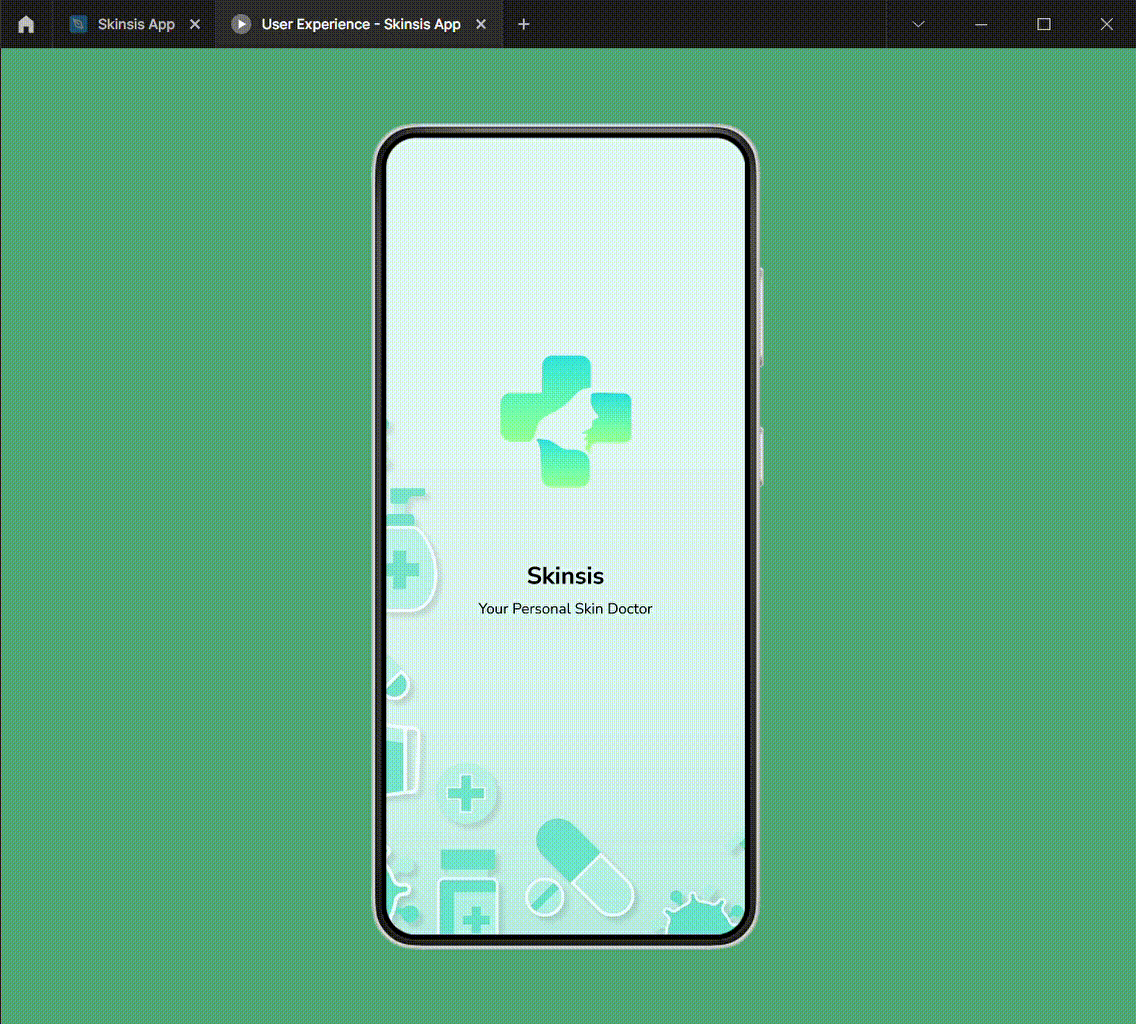 Skinsis App
User Experience - Skinsis App
Skinsis
Your Personal Skin Doctor